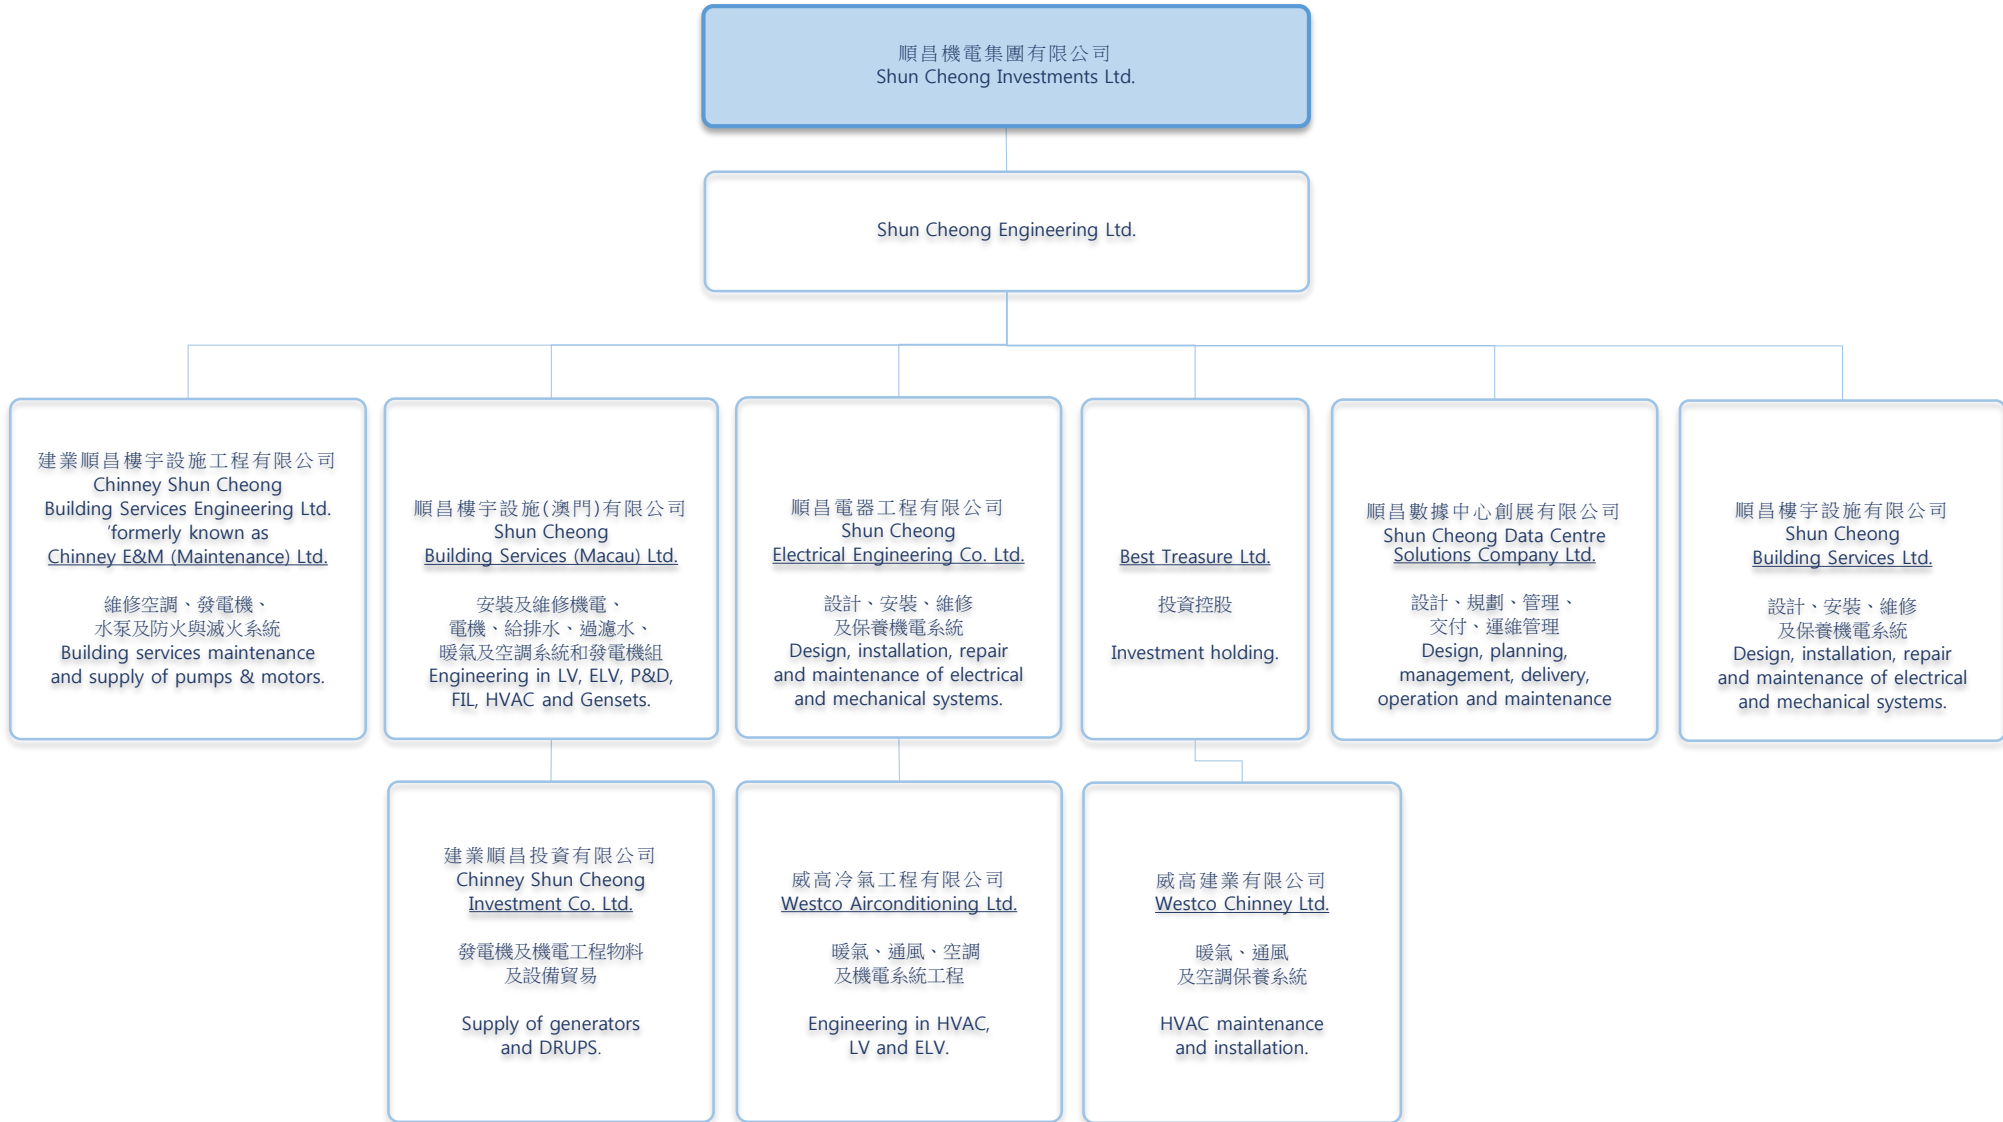 順昌機電集團有限公司
Shun Cheong Investments Ltd.
Shun Cheong Engineering Ltd.
建業順昌樓宇設施工程有限公司
Chinney Shun Cheong
Building Services Engineering Ltd.
'formerly known as
Chinney E&M (Maintenance) Ltd.
維修空調、發電機、
水泵及防火與滅火系統
Building services maintenance
and supply of pumps & motors.
順昌樓宇設施(澳門)有限公司
Shun Cheong
Building Services (Macau) Ltd.
安裝及維修機電、
電機、給排水、過濾水、
暖氣及空調系統和發電機組
Engineering in LV, ELV, P&D,
FIL, HVAC and Gensets.
順昌電器工程有限公司
Shun Cheong
Electrical Engineering Co. Ltd.
設計、安裝、維修
及保養機電系統
Design, installation, repair
and maintenance of electrical
and mechanical systems.
Best Treasure Ltd.
投資控股
Investment holding.
順昌數據中心創展有限公司
Shun Cheong Data Centre
Solutions Company Ltd.
設計、規劃、管理、
交付、運維管理
Design, planning,
management, delivery,
operation and maintenance
順昌樓宇設施有限公司
Shun Cheong
Building Services Ltd.
設計、安裝、維修
及保養機電系統
Design, installation, repair
and maintenance of electrical
and mechanical systems.
建業順昌投資有限公司
Chinney Shun Cheong
Investment Co. Ltd.
發電機及機電工程物料
及設備貿易
Supply of generators
and DRUPS.
威高冷氣工程有限公司
Westco Airconditioning Ltd.
暖氣、通風、空調
及機電系統工程
Engineering in HVAC,
LV and ELV.
威高建業有限公司
Westco Chinney Ltd.
暖氣、通風
及空調保養系統
HVAC maintenance
and installation.